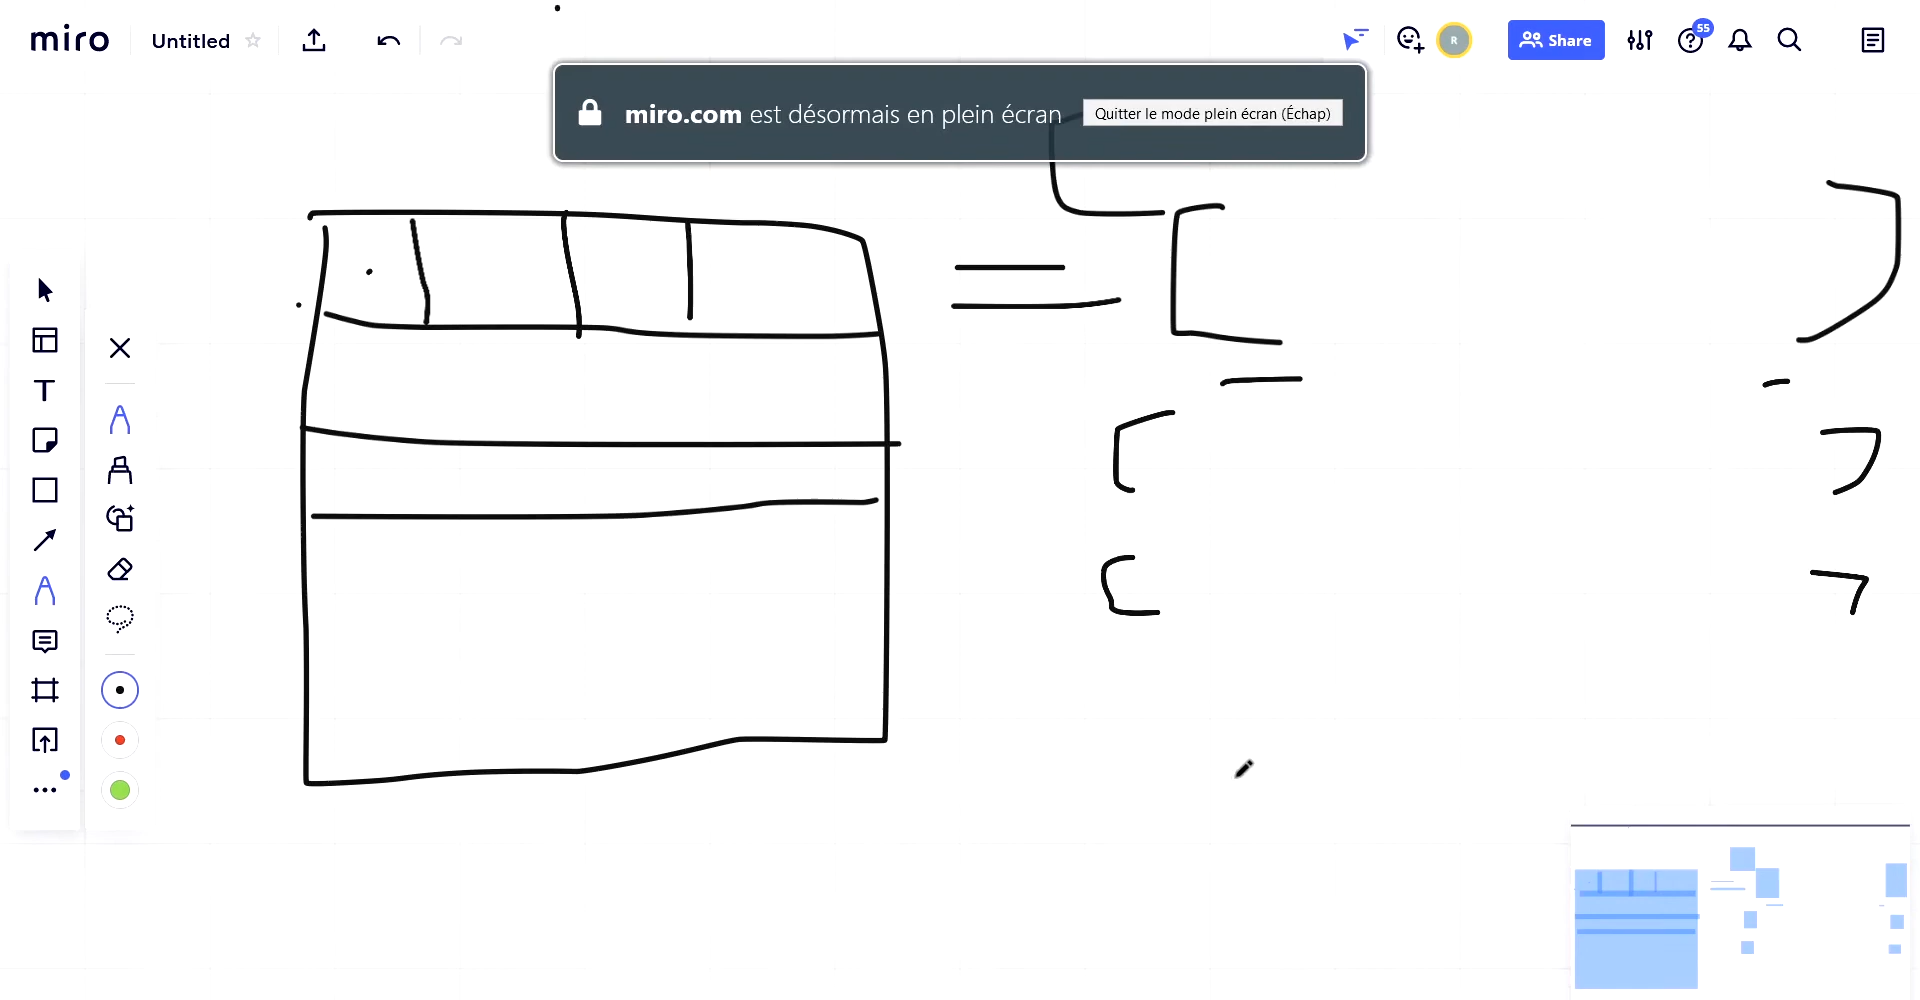 miro
Untitled
Share
55
R
miro.com est désormais en plein écran
Quitter le mode plein écran (Échap)
T